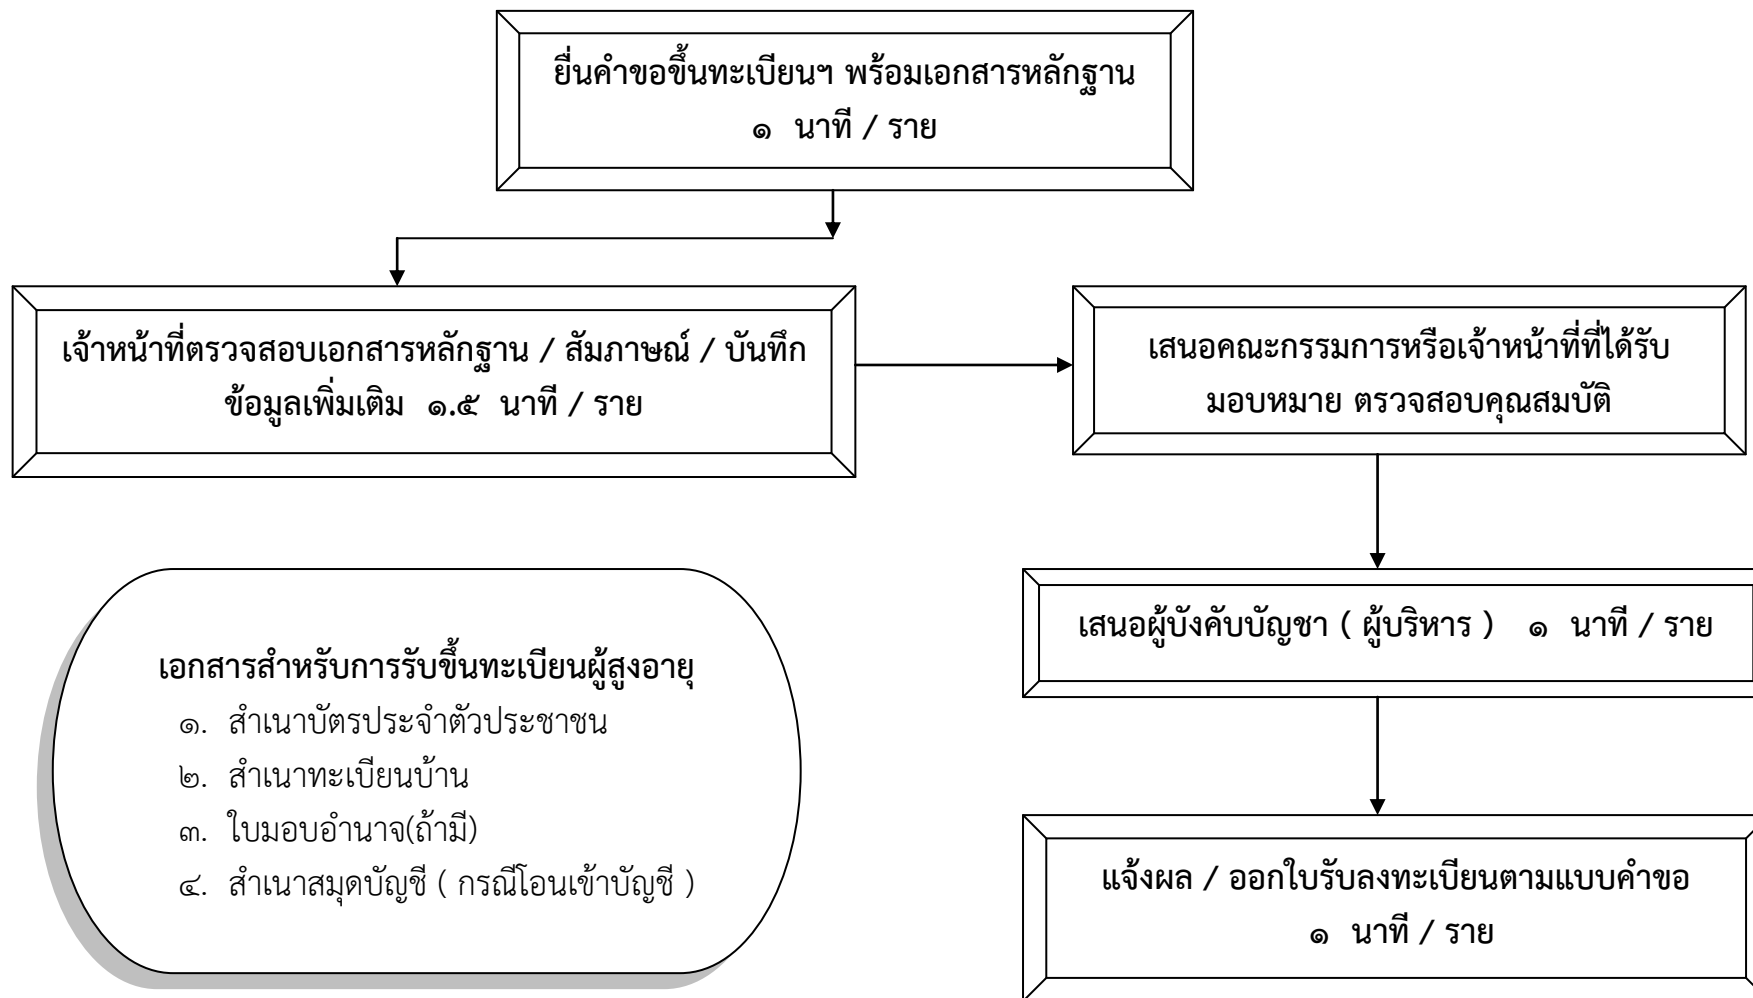 ยื่นคำขอขึ้นทะเบียนฯ พร้อมเอกสารหลักฐาน
๑ นาที / ราย
เจ้าหน้าที่ตรวจสอบเอกสารหลักฐาน / สัมภาษณ์ / บันทึก
ข้อมูลเพิ่มเติม ๑.๕ นาที / ราย
เสนอคณะกรรมการหรือเจ้าหน้าที่ที่ได้รับ
มอบหมาย ตรวจสอบคุณสมบัติ
เสนอผู้บังคับบัญชา ( ผู้บริหาร ) ๑ นาที / ราย
แจ้งผล / ออกใบรับลงทะเบียนตามแบบคำขอ
๑ นาที / ราย
เอกสารสำหรับการรับขึ้นทะเบียนผู้สูงอายุ
๑. สำเนาบัตรประจำตัวประชาชน
๒. สำเนาทะเบียนบ้าน
๓. ใบมอบอำนาจ(ถ้ามี)
๔. สำเนาสมุดบัญชี ( กรณีโอนเข้าบัญชี )